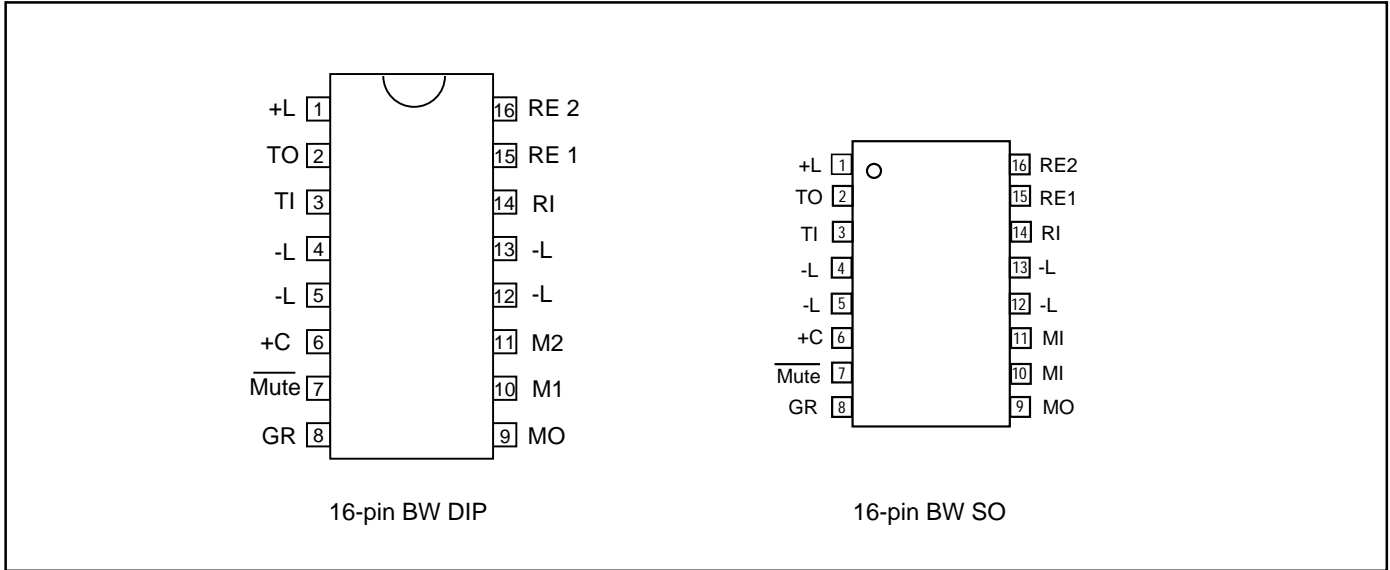 +L 1 16 RE 2
TO 2 15 RE 1
TI 3 14 RI
-L 4 13 -L
-L 5 12 -L
+C 6 11 M2
Mute 7 10 M1
GR 8 9 MO
16-pin BW DIP
+L 1 16 RE2
TO 2 15 RE1
TI 3 14 RI
-L 4 13 -L
-L 5 12 -L
+C 6 11 MI
Mute 7 10 MI
GR 8 9 MO
16-pin BW SO